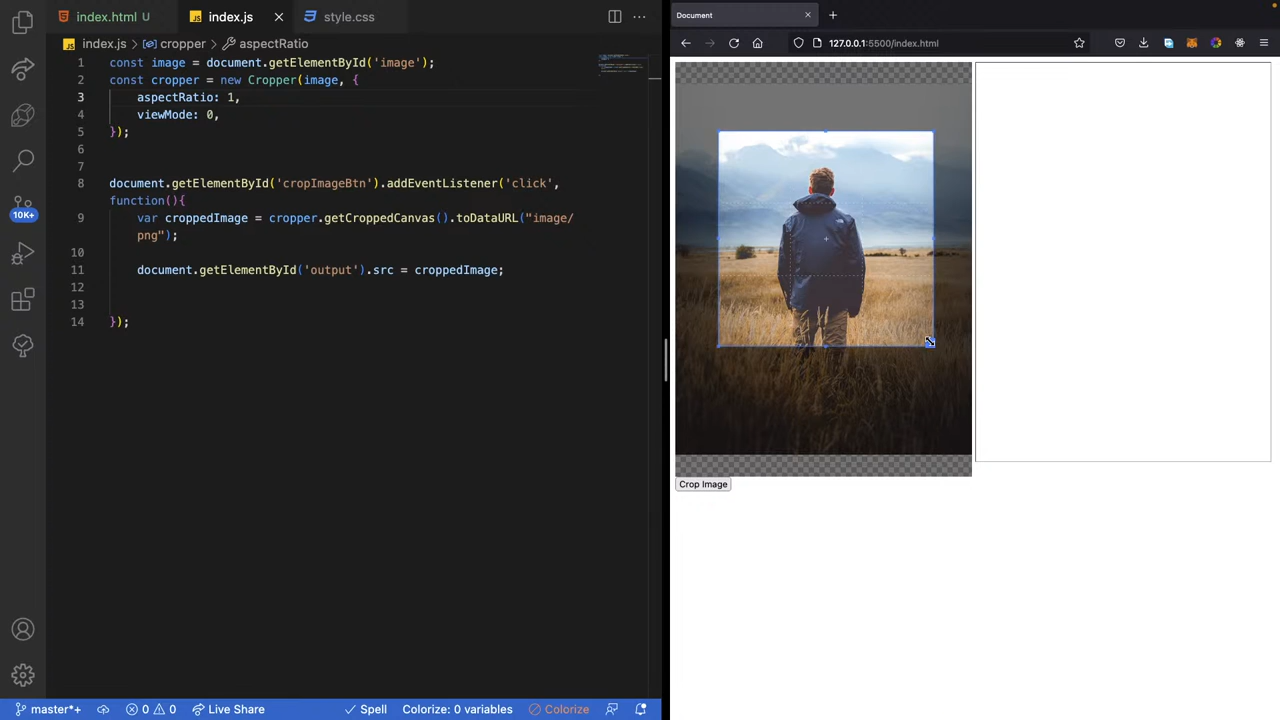 index.html U
index.js
style.css
index.js > cropper > aspectRatio
1 const image = document.getElementById('image');
2 const cropper = new Cropper(image, {
3 aspectRatio: 1,
4 viewMode: 0,
5 });
6
7
8 document.getElementById('cropImageBtn').addEventListener('click',
function(){
9 var croppedImage = cropper.getCroppedCanvas().toDataURL("image/
png");
10
11 document.getElementById('output').src = croppedImage;
12
13
14 });
10K+
master*+
0
0
Live Share
Spell
Colorize: 0 variables
Colorize
Document
127.0.0.1:5500/index.html
Crop Image